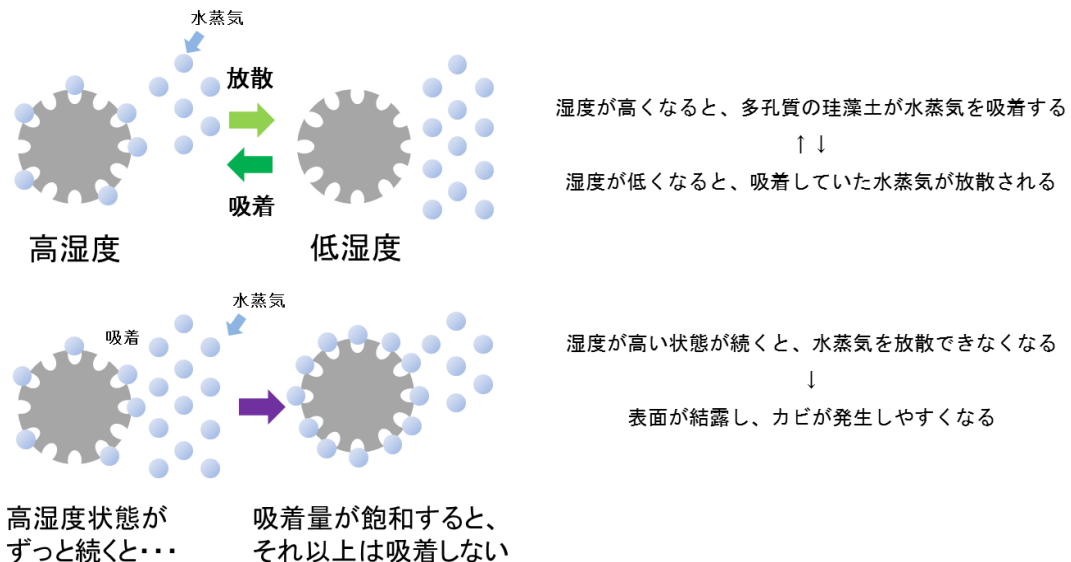 水蒸気
放散
吸着
高湿度
低湿度
湿度が高くなると、多孔質の珪藻土が水蒸気を吸着する
↑↓
湿度が低くなると、吸着していた水蒸気が放散される
水蒸気
吸着
高湿度状態が
ずっと続くと・・・
吸着量が飽和すると、
それ以上は吸着しない
湿度が高い状態が続くと、水蒸気を放散できなくなる
↓
表面が結露し、カビが発生しやすくなる